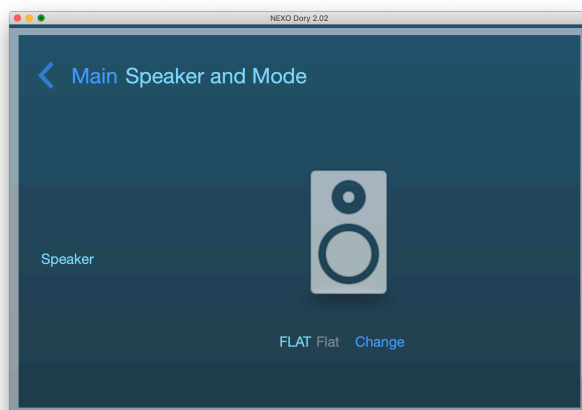 NEXO Dory 2.02
Main Speaker and Mode
Speaker
FLAT Flat Change